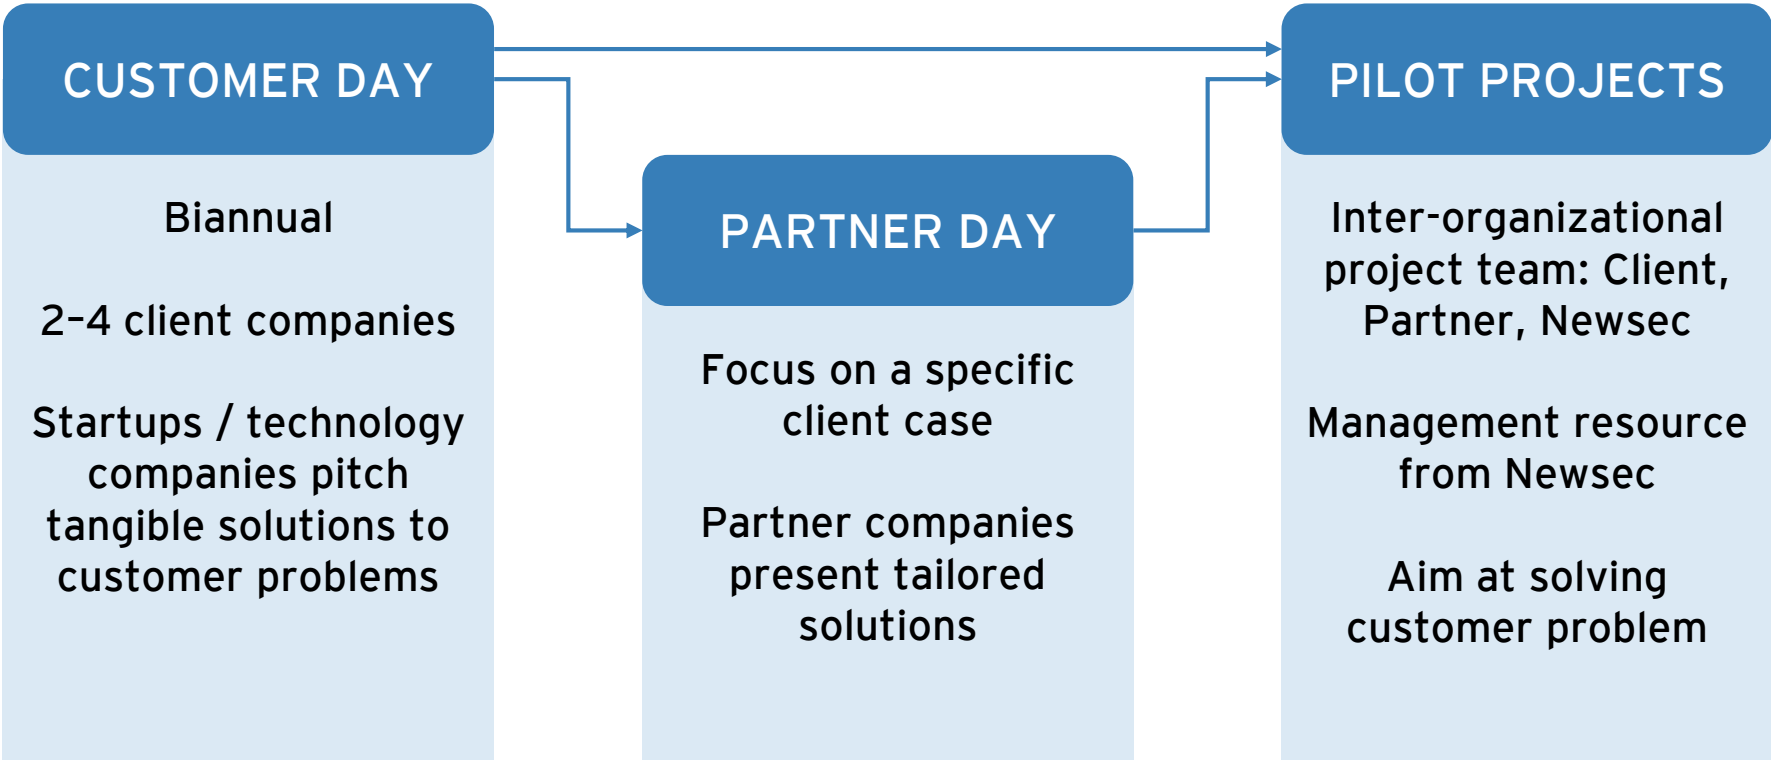 CUSTOMER DAY
Biannual
2–4 client companies
Startups / technology
companies pitch
tangible solutions to
customer problems
PARTNER DAY
Focus on a specific
client case
Partner companies
present tailored
solutions
PILOT PROJECTS
Inter-organizational
project team: Client,
Partner, Newsec
Management resource
from Newsec
Aim at solving
customer problem